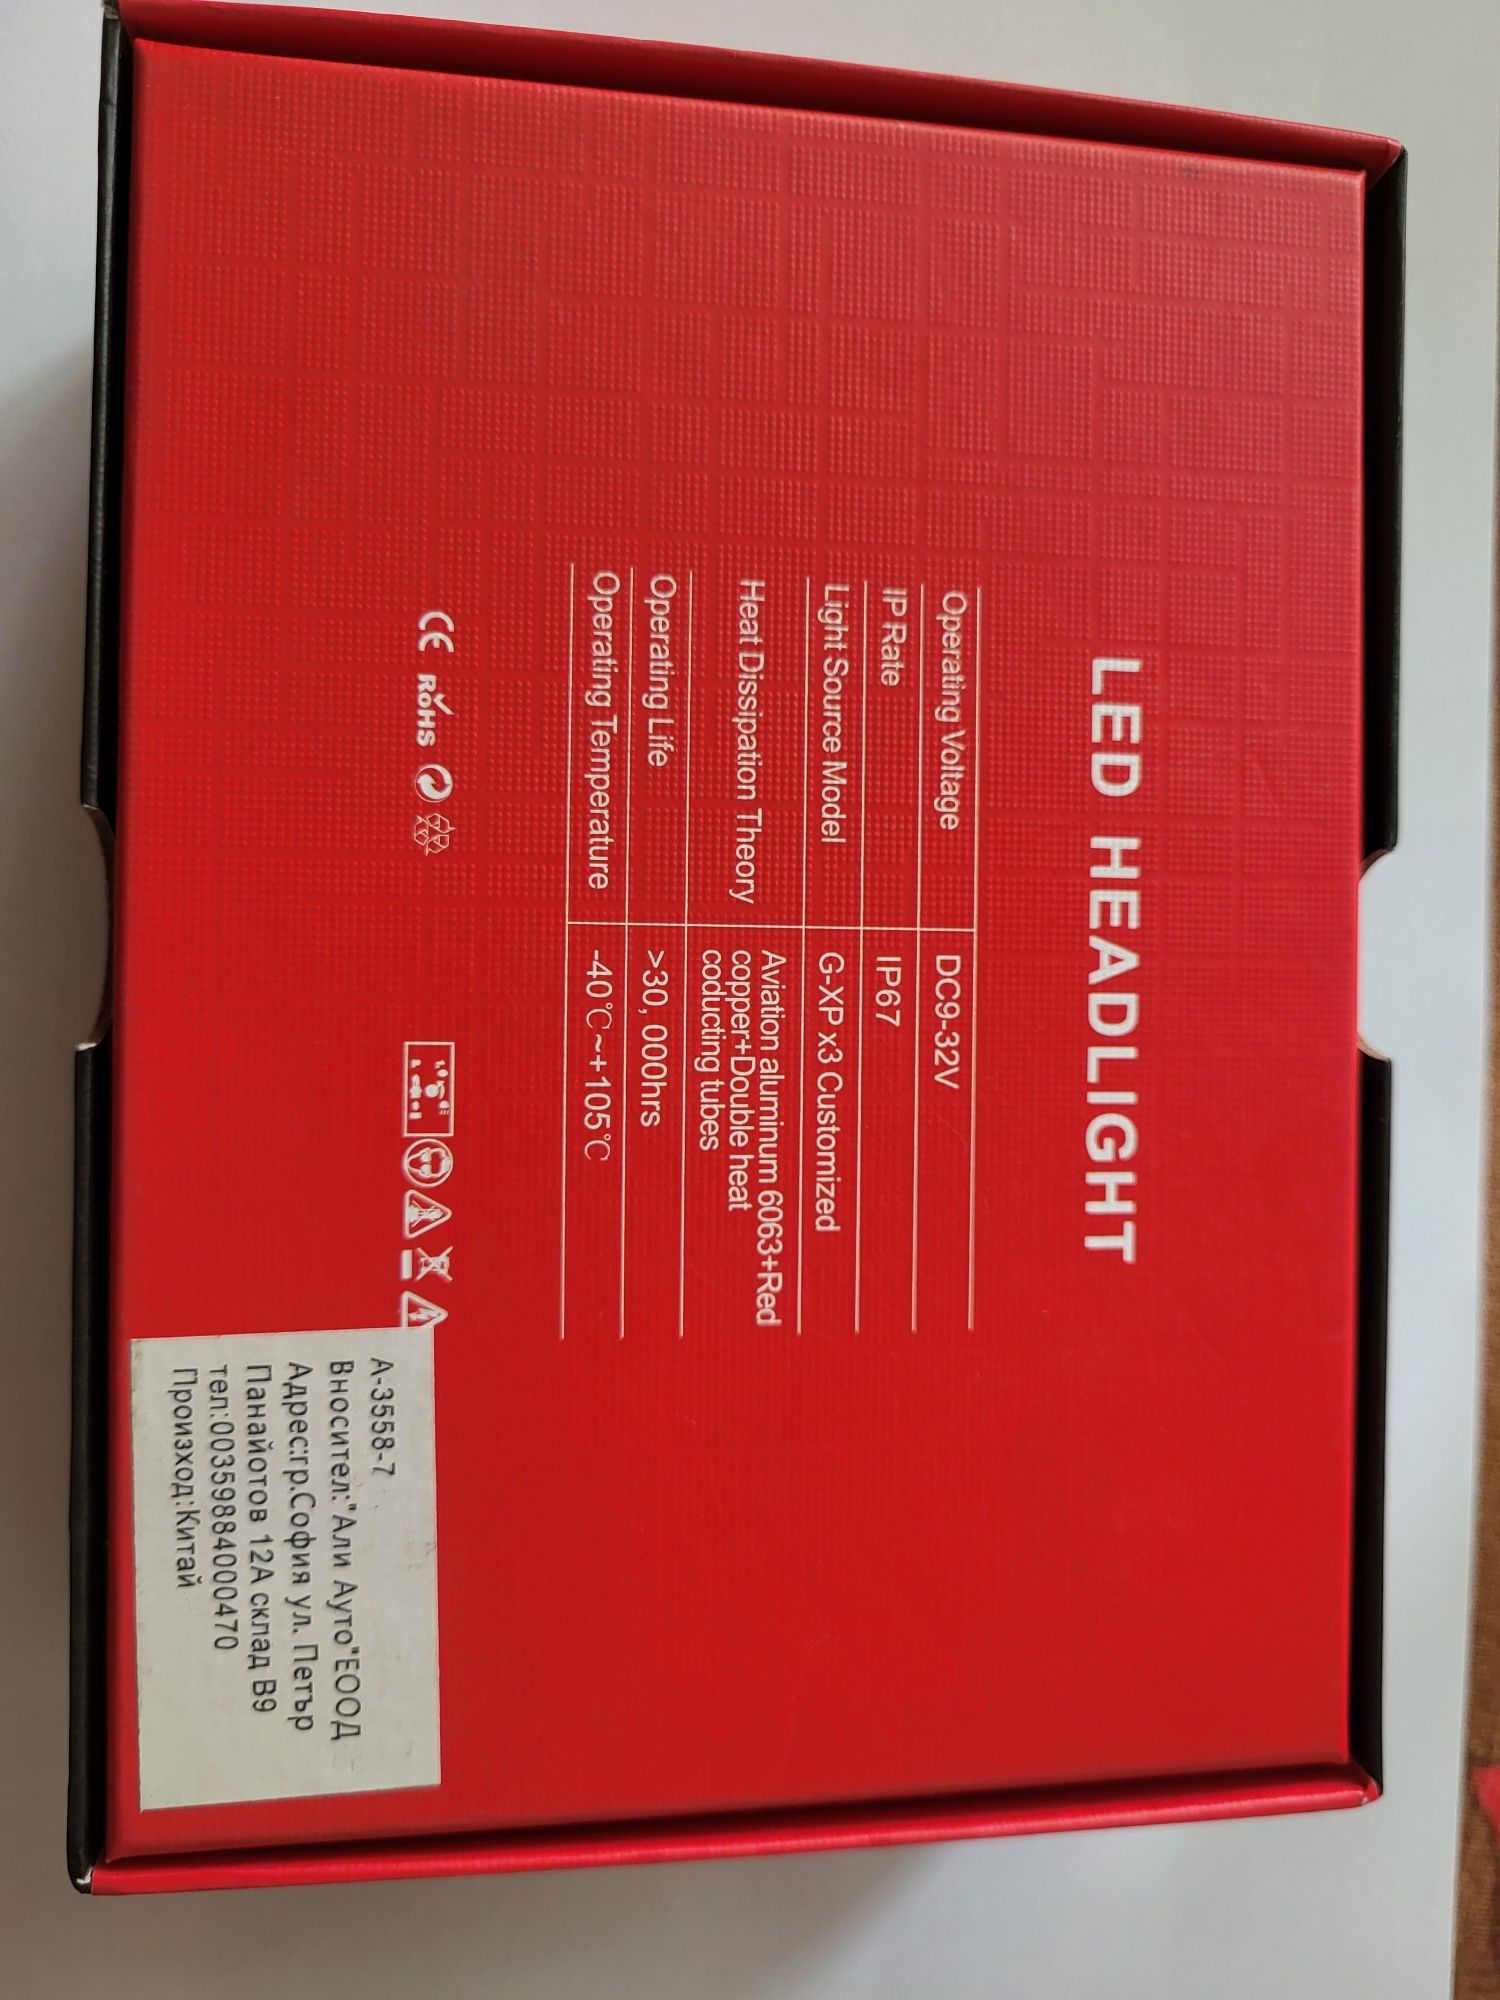 LED HEADLIGHT
Operating Voltage DC9-32V
IP Rate IP67
Light Source Model G-XP x3 Customized
Heat Dissipation Theory Aviation aluminum 6063+Red
copper+Double heat
coducting tubes
Operating Life >30, 000hrs
Operating Temperature -40℃~+105℃
CE RoHS
A-3558-7
Вносител:"Али Ауто"ЕООД
Адрес:гр.София ул. Петър
Панайотов 12А склад В9
тел:00359884000470
Произход:Китай